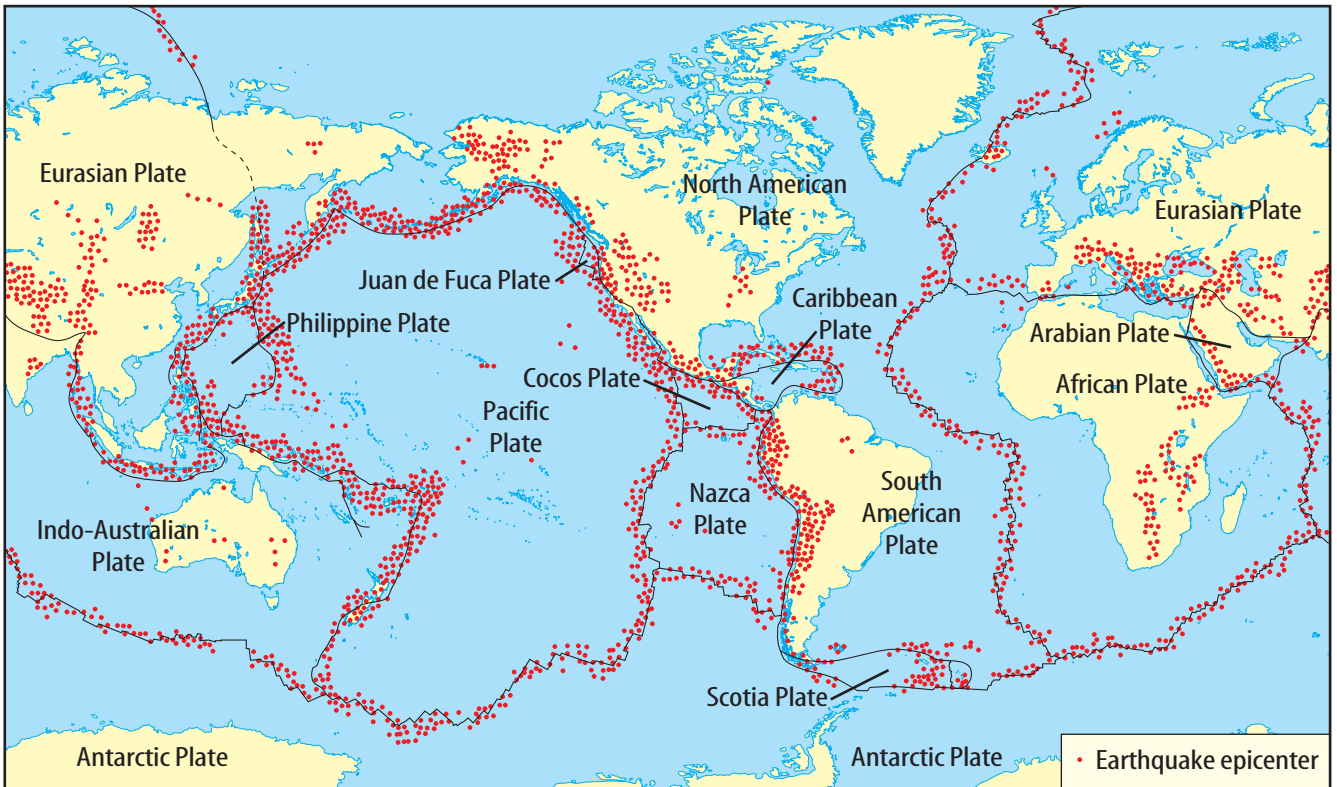 Eurasian Plate
North American
Plate
Eurasian Plate
Juan de Fuca Plate
Caribbean
Plate
Philippine Plate
Arabian Plate
Cocos Plate
African Plate
Pacific
Plate
Nazca
Plate
South
American
Plate
Indo-Australian
Plate
Scotia Plate
Antarctic Plate
Antarctic Plate
Earthquake epicenter